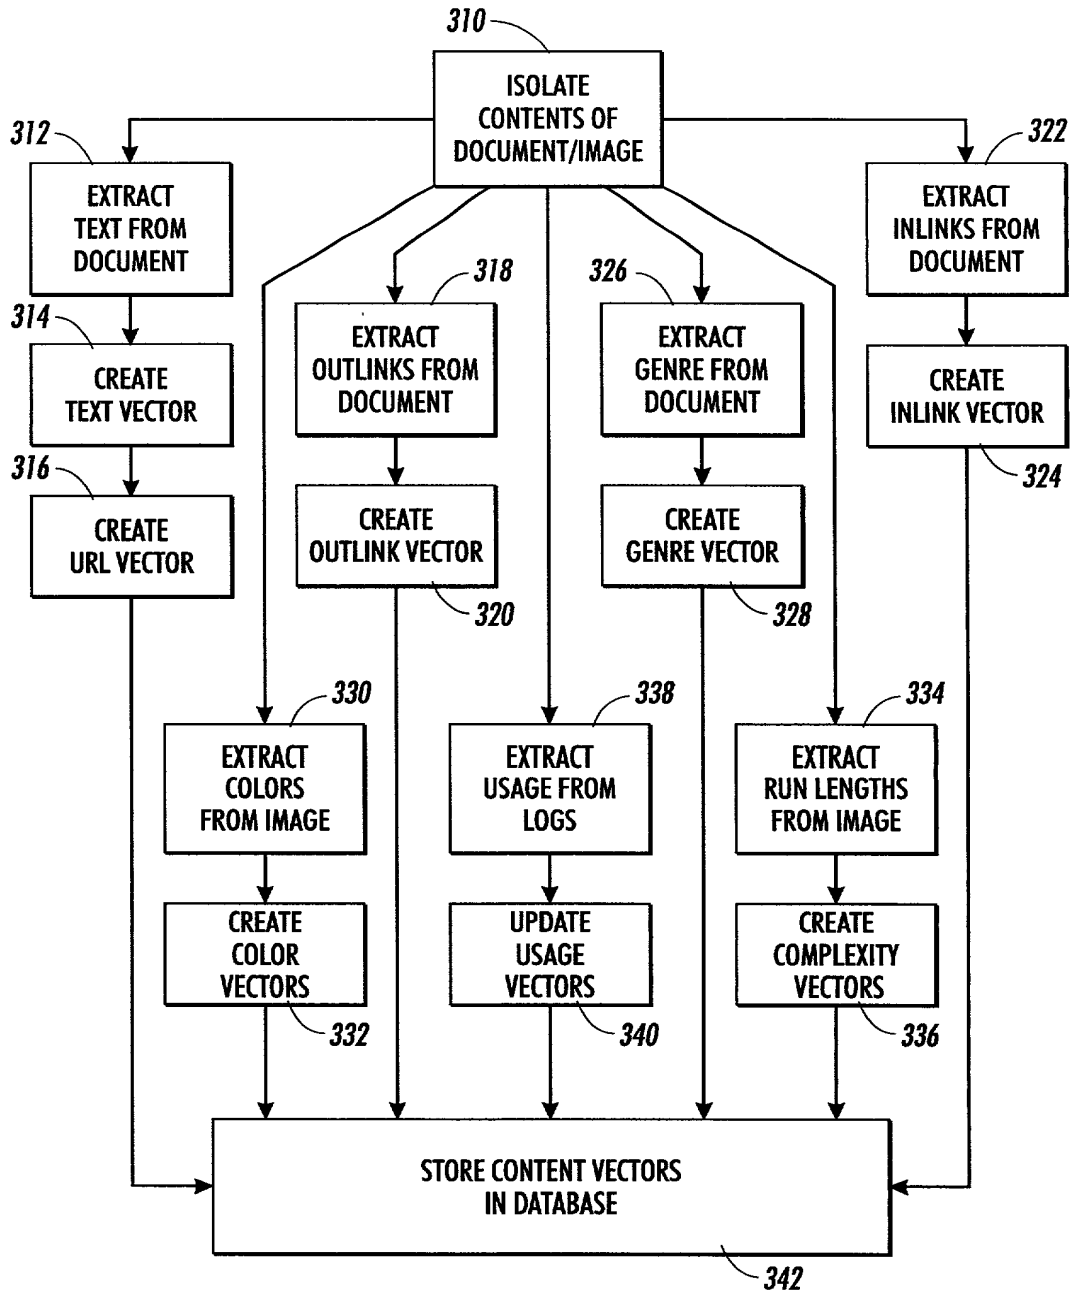 310
ISOLATE
CONTENTS OF
DOCUMENT/IMAGE
312
EXTRACT
TEXT FROM
DOCUMENT
322
EXTRACT
INLINKS FROM
DOCUMENT
318
EXTRACT
OUTLINKS FROM
DOCUMENT
326
EXTRACT
GENRE FROM
DOCUMENT
314
CREATE
TEXT VECTOR
CREATE
INLINK VECTOR
324
316
CREATE
URL VECTOR
CREATE
OUTLINK VECTOR
320
CREATE
GENRE VECTOR
328
330
EXTRACT
COLORS
FROM IMAGE
338
EXTRACT
USAGE FROM
LOGS
334
EXTRACT
RUN LENGTHS
FROM IMAGE
CREATE
COLOR
VECTORS
332
UPDATE
USAGE
VECTORS
340
CREATE
COMPLEXITY
VECTORS
336
STORE CONTENT VECTORS
IN DATABASE
342